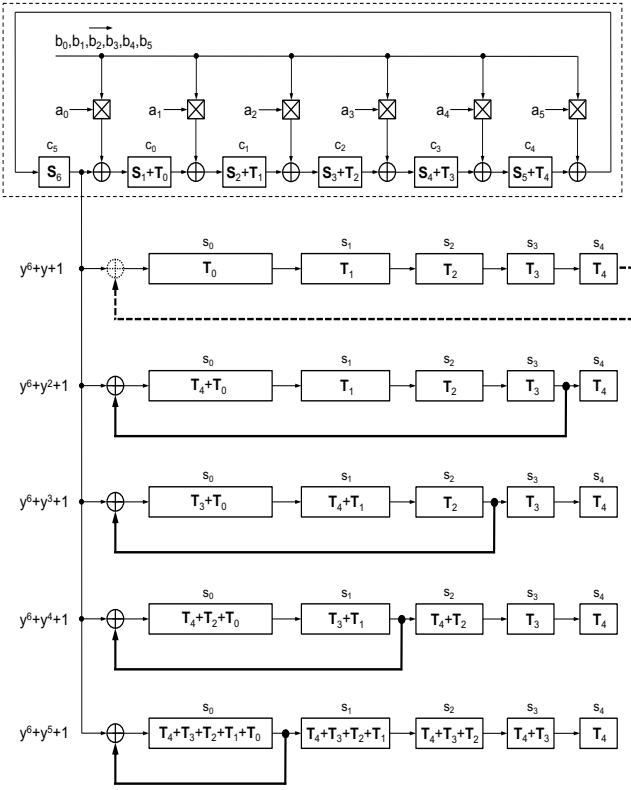 b₀,b₁,b₂,b₃,b₄,b₅
a₀ a₁ a₂ a₃ a₄ a₅
c₅ c₀ c₁ c₂ c₃ c₄
S₆ S₁+T₀ S₂+T₁ S₃+T₂ S₄+T₃ S₅+T₄
s₀ s₁ s₂ s₃ s₄
y⁶+y+1 T₀ T₁ T₂ T₃ T₄
s₀ s₁ s₂ s₃ s₄
y⁶+y²+1 T₄+T₀ T₁ T₂ T₃ T₄
s₀ s₁ s₂ s₃ s₄
y⁶+y³+1 T₃+T₀ T₄+T₁ T₂ T₃ T₄
s₀ s₁ s₂ s₃ s₄
y⁶+y⁴+1 T₄+T₂+T₀ T₃+T₁ T₄+T₂ T₃ T₄
s₀ s₁ s₂ s₃ s₄
y⁶+y⁵+1 T₄+T₃+T₂+T₁+T₀ T₄+T₃+T₂+T₁ T₄+T₃+T₂ T₄+T₃ T₄